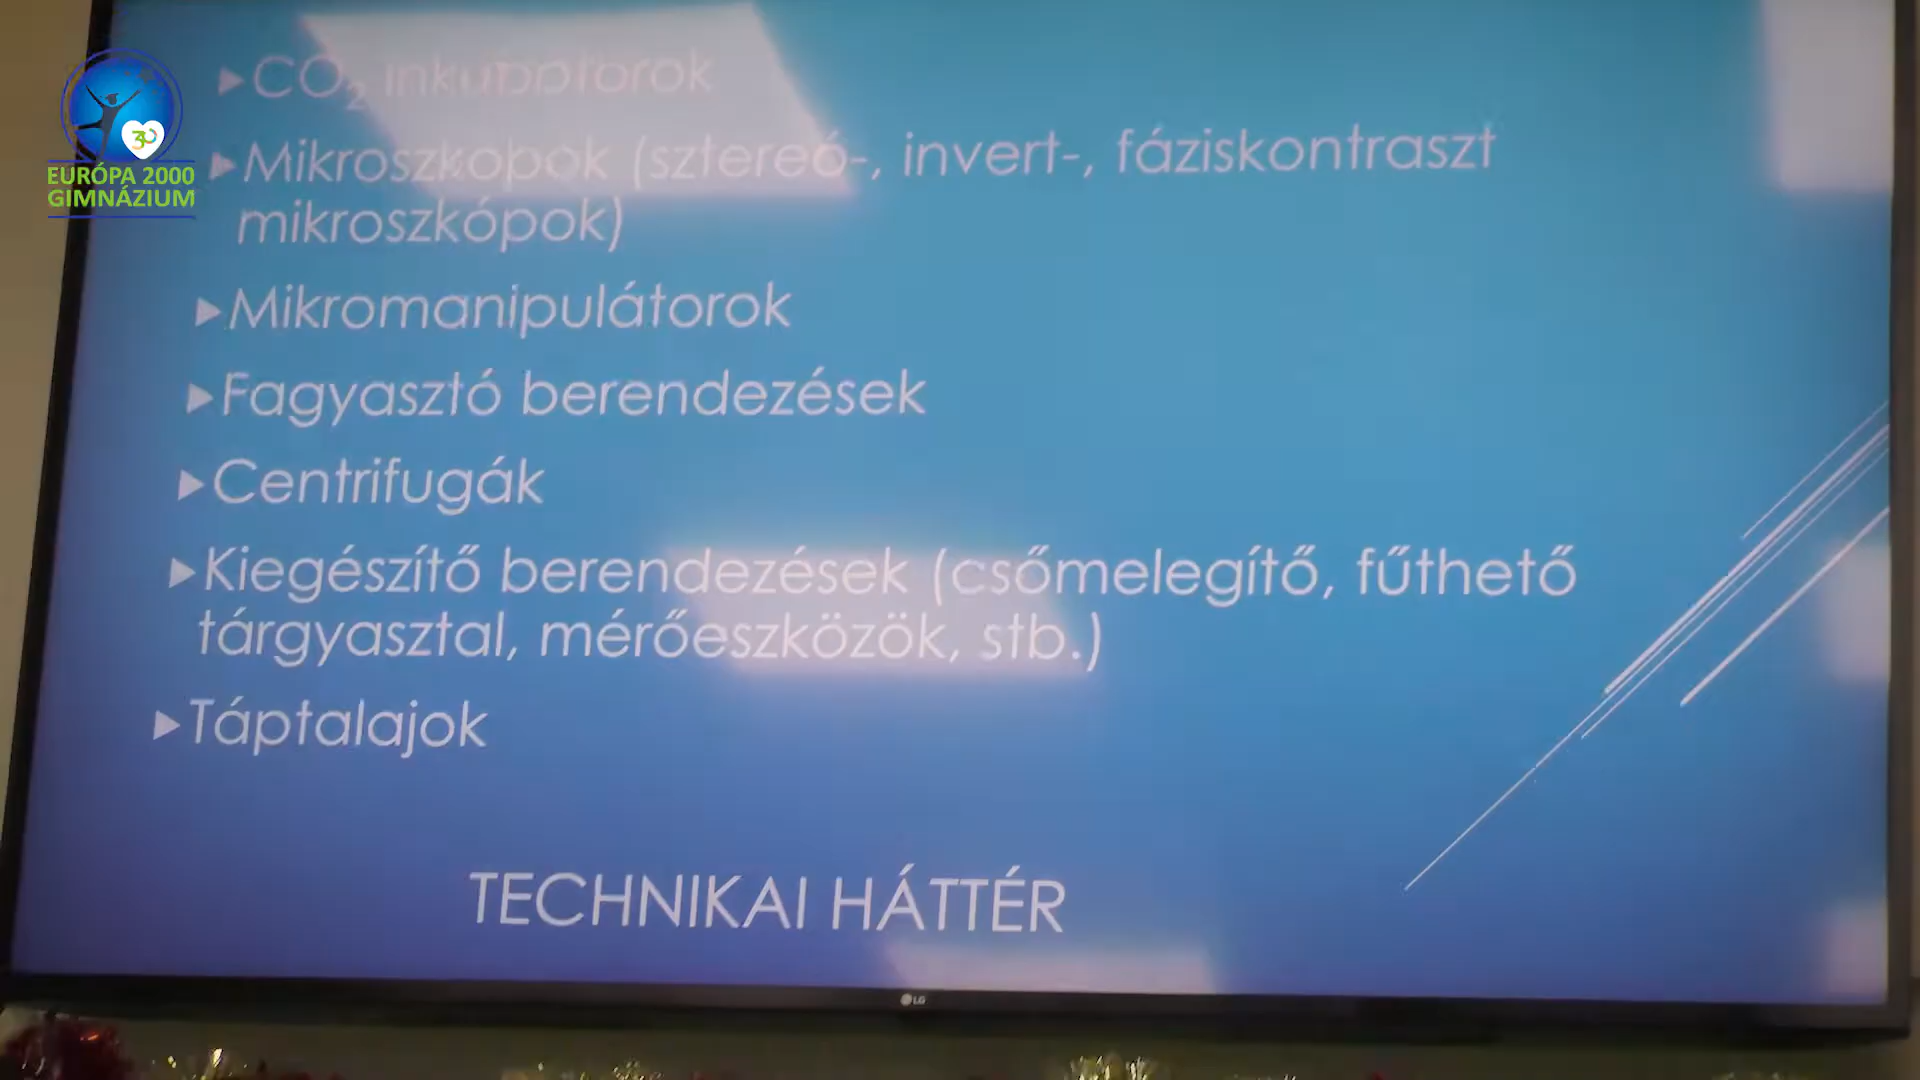 ▶CO₂ inkubátorok
▶Mikroszkópok (sztereó-, invert-, fáziskontraszt
mikroszkópok)
▶Mikromanipulátorok
▶Fagyasztó berendezések
▶Centrifugák
▶Kiegészítő berendezések (csőmelegítő, fűthető
tárgyasztal, mérőeszközök, stb.)
▶Táptalajok
TECHNIKAI HÁTTÉR
30
EURÓPA 2000
GIMNÁZIUM
LG